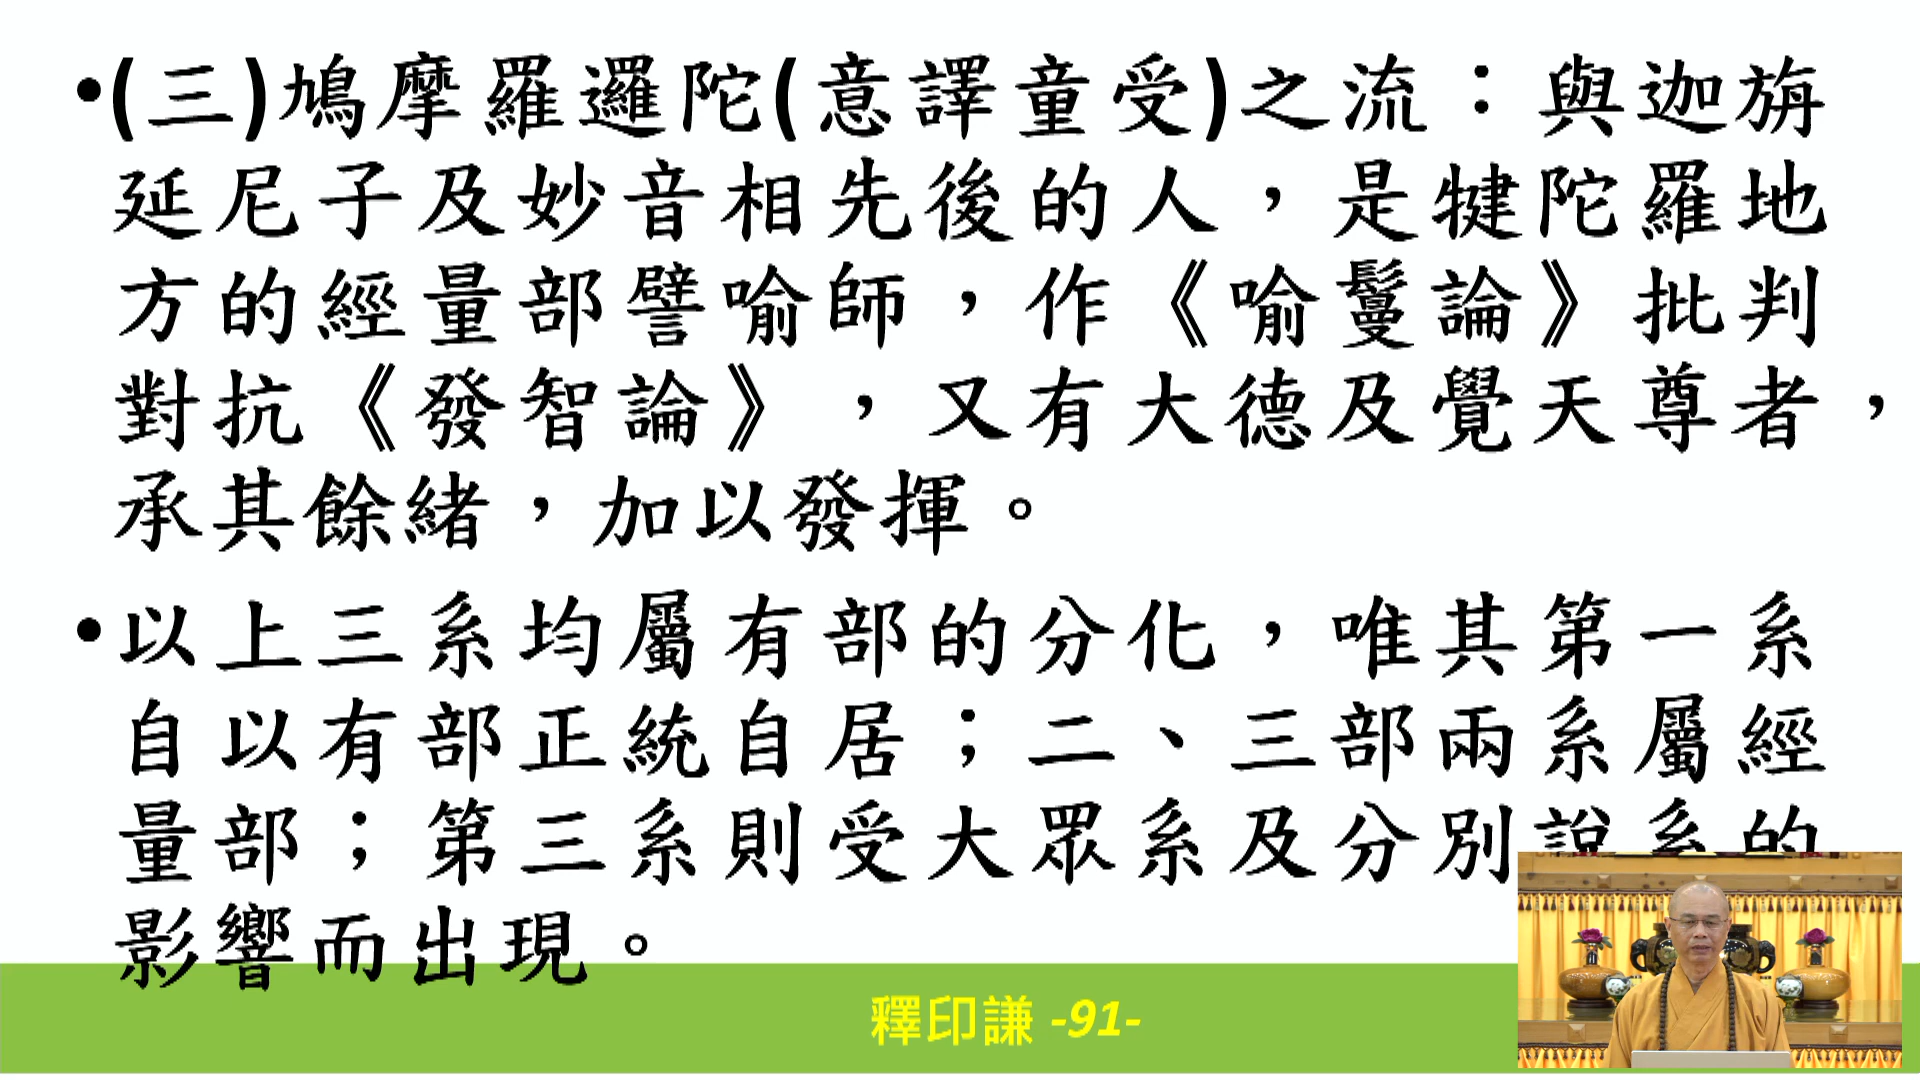 •(三)鳩摩羅邏陀(意譯童受)之流：與迦旃
延尼子及妙音相先後的人，是犍陀羅地
方的經量部譬喻師，作《喻鬘論》批判
對抗《發智論》，又有大德及覺天尊者，
承其餘緒，加以發揮。
•以上三系均屬有部的分化，唯其第一系
自以有部正統自居；二、三部兩系屬經
量部；第三系則受大眾系及分別說系的
影響而出現。
釋印謙 -91-